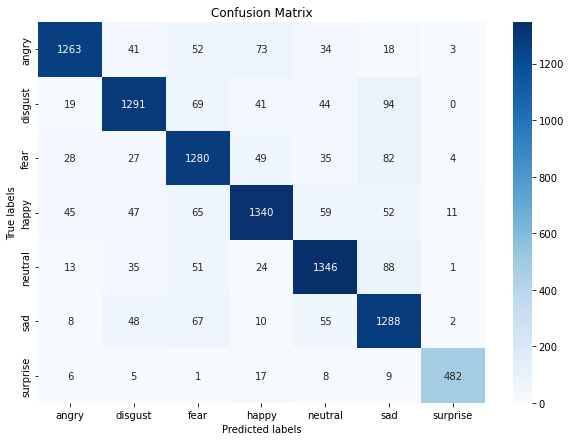 Confusion Matrix
angry 1263 41 52 73 34 18 3
disgust 19 1291 69 41 44 94 0
fear 28 27 1280 49 35 82 4
happy 45 47 65 1340 59 52 11
neutral 13 35 51 24 1346 88 1
sad 8 48 67 10 55 1288 2
surprise 6 5 1 17 8 9 482
angry disgust fear happy neutral sad surprise
Predicted labels
True labels
1200
1000
800
600
400
200
0